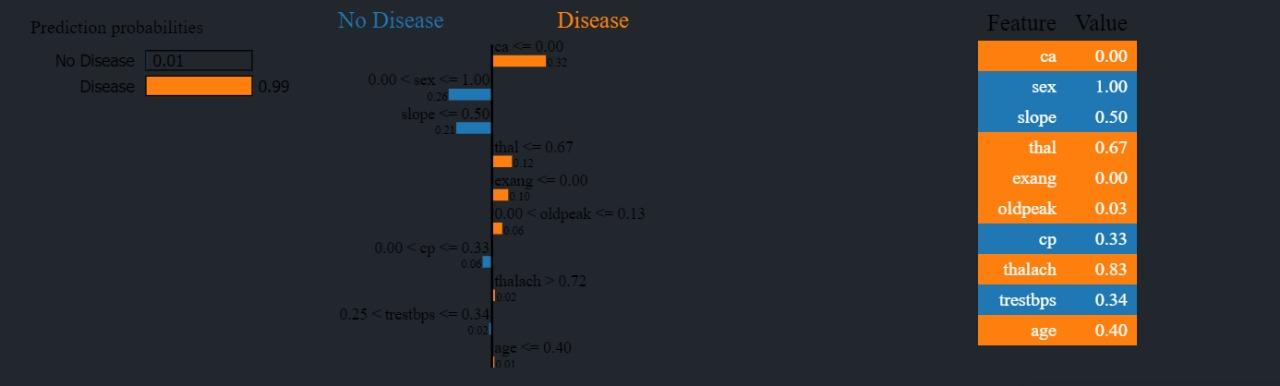 Prediction probabilities
No Disease 0.01
Disease 0.99
No Disease Disease
ca <= 0.00
0.32
0.00 < sex <= 1.00
0.26
slope <= 0.50
0.21
thal <= 0.67
0.12
exang <= 0.00
0.10
0.00 < oldpeak <= 0.13
0.06
0.00 < cp <= 0.33
0.06
thalach > 0.72
0.02
0.25 < trestbps <= 0.34
0.02
age <= 0.40
0.01
Feature Value
ca 0.00
sex 1.00
slope 0.50
thal 0.67
exang 0.00
oldpeak 0.03
cp 0.33
thalach 0.83
trestbps 0.34
age 0.40